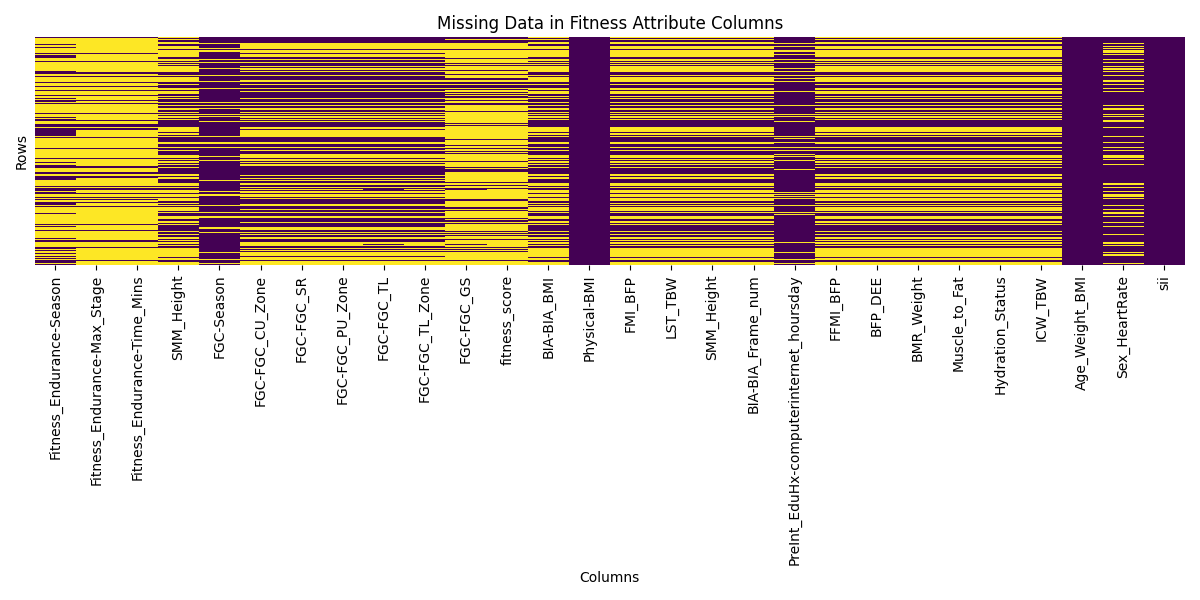 Missing Data in Fitness Attribute Columns
Rows
Fitness_Endurance-Season
Fitness_Endurance-Max_Stage
Fitness_Endurance-Time_Mins
SMM_Height
FGC-Season
FGC-FGC_CU_Zone
FGC-FGC_SR
FGC-FGC_PU_Zone
FGC-FGC_TL
FGC-FGC_TL_Zone
FGC-FGC_GS
fitness_score
BIA-BIA_BMI
Physical-BMI
FMI_BFP
LST_TBW
SMM_Height
BIA-BIA_Frame_num
PreInt_EduHx-computerinternet_hoursday
FFMI_BFP
BFP_DEE
BMR_Weight
Muscle_to_Fat
Hydration_Status
ICW_TBW
Age_Weight_BMI
Sex_HeartRate
sii
Columns